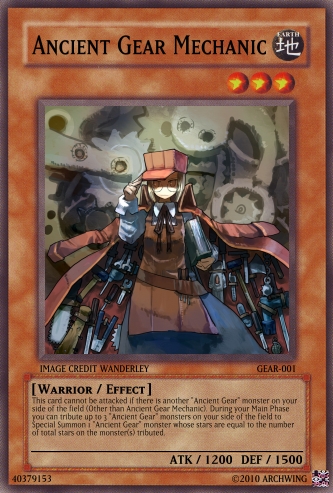 ANCIENT GEAR MECHANIC
EARTH
地
IMAGE CREDIT WANDERLEY GEAR-001
[WARRIOR / EFFECT]
This card cannot be attacked if there is another "Ancient Gear" monster on
your side of the field (Other than Ancient Gear Mechanic). During your Main Phase
you can tribute up to 3 "Ancient Gear" monsters on your side of the field to
Special Summon 1 "Ancient Gear" monster whose stars are equal to the number
of total stars on the monster(s) tributed.
ATK / 1200 DEF / 1500
40379153 ©2010 ARCHWING